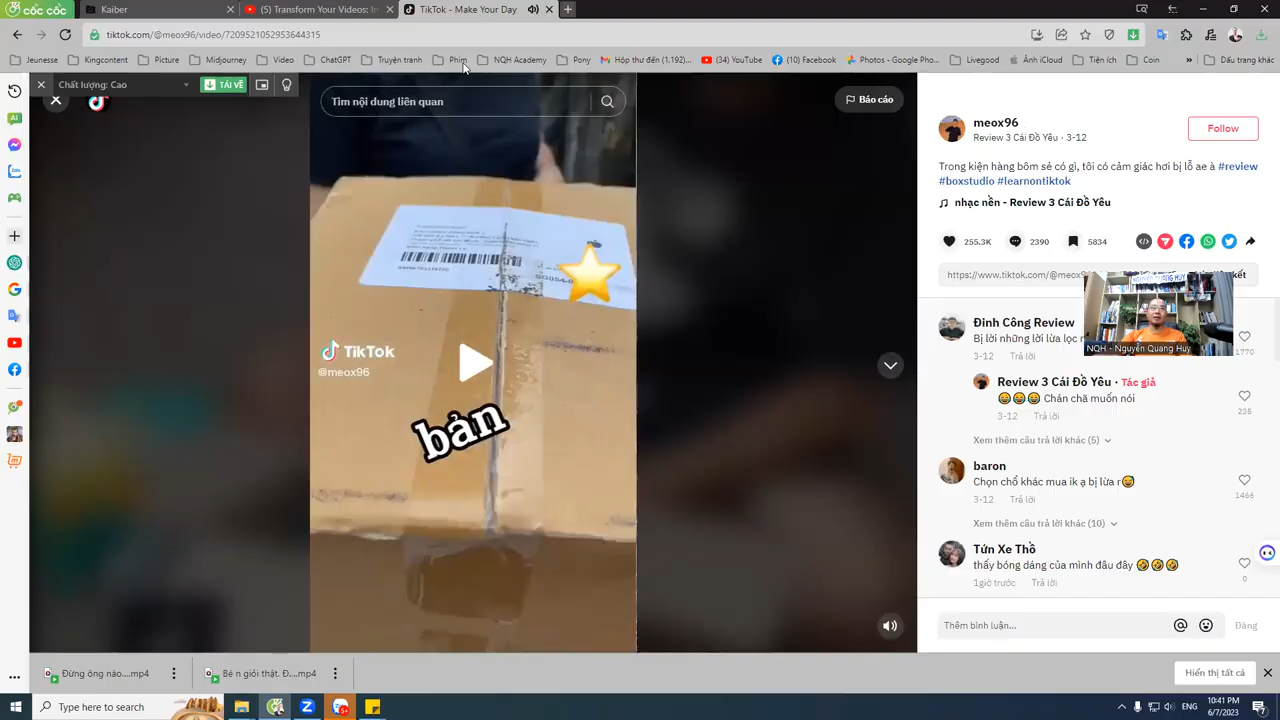 cốc cốc
Kaiber
(5) Transform Your Videos: In
TikTok - Make Your Day
tiktok.com/@meox96/video/7209521052953644315
Jeunesse
Kingcontent
Picture
Midjourney
Video
ChatGPT
Truyện tranh
Phim
NQH Academy
Pony
Hộp thư đến (1.192)...
(34) YouTube
(10) Facebook
Photos - Google Pho...
Livegood
Ảnh iCloud
Tiện ích
Coin
Dấu trang khác
Chất lượng: Cao
TẢI VỀ
Tìm nội dung liên quan
Báo cáo
TikTok
@meox96
bản
meox96
Review 3 Cái Đồ Yêu · 3-12
Follow
Trong kiện hàng bôm sẽ có gì, tôi có cảm giác hơi bị lỗ ae à #review
#boxstudio #learnontiktok
nhạc nền - Review 3 Cái Đồ Yêu
255.3K
2390
5834
https://www.tiktok.com/@meox9
kết
NQH - Nguyễn Quang Huy
Đinh Công Review
Bị lời những lời lừa lọc
3-12 Trả lời
1770
Review 3 Cái Đồ Yêu · Tác giả
😅😅😅 Chán chã muốn nói
3-12 Trả lời
235
Xem thêm câu trả lời khác (5)
baron
Chọn chổ khác mua ik ạ bị lừa r😅
3-12 Trả lời
1466
Xem thêm câu trả lời khác (10)
Tứn Xe Thồ
thấy bóng dáng của mình đâu đây 🤣🤣🤣
1giờ trước Trả lời
0
Thêm bình luận...
Đăng
Đừng ông nào....mp4
Bé n giỏi thật. Đ....mp4
Hiển thị tất cả
Type here to search
ENG
10:41 PM
6/7/2023